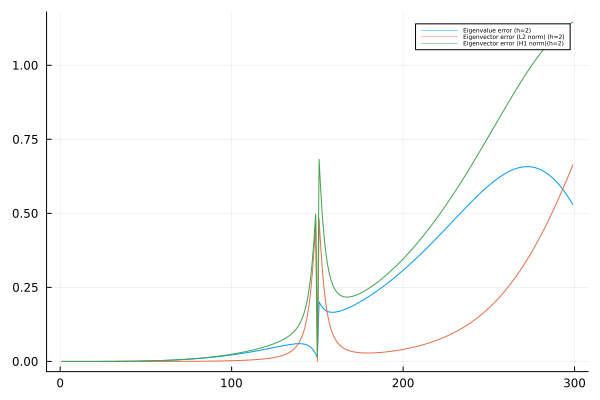 Eigenvalue error (h=2)
Eigenvector error (L2 norm) (h=2)
Eigenvector error (H1 norm)(h=2)
1.00
0.75
0.50
0.25
0.00
0 100 200 300